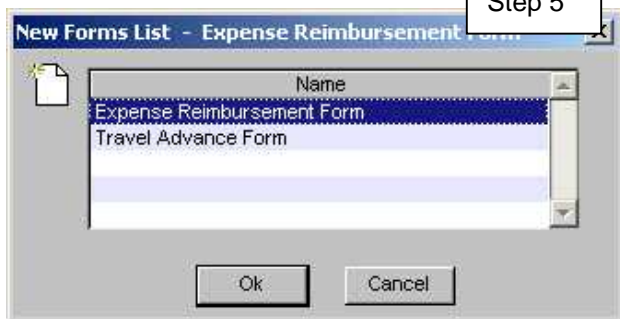 Step 5
New Forms List - Expense Reimbursement
Name
Expense Reimbursement Form
Travel Advance Form
Ok
Cancel